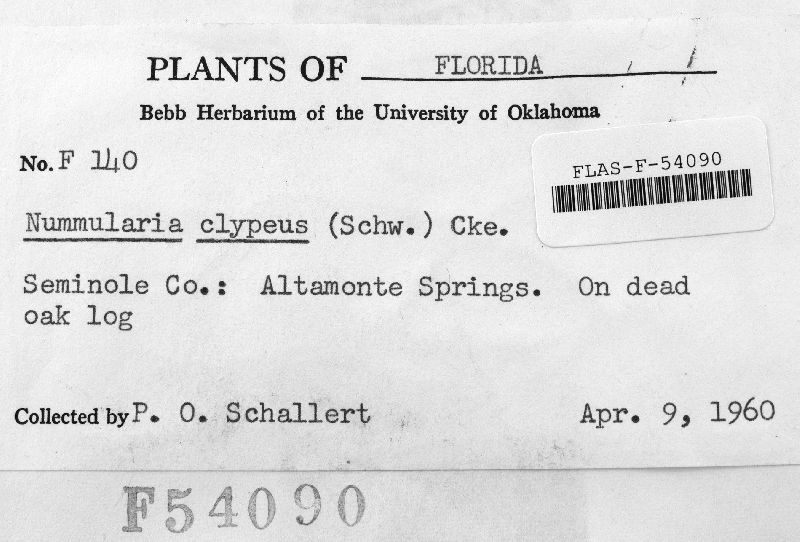 PLANTS OF FLORIDA
Bebb Herbarium of the University of Oklahoma
No. F 140
FLAS-F-54090
Nummularia clypeus (Schw.) Cke.
Seminole Co.: Altamonte Springs. On dead
oak log
Collected by P. O. Schallert Apr. 9, 1960
F54090